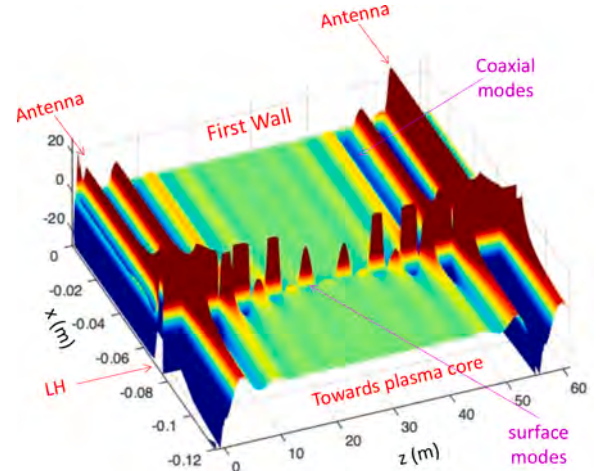 Antenna
Coaxial
modes
Antenna
First Wall
20
0
-20
0
-0.02
-0.04
-0.06
-0.08
-0.1
-0.12
x (m)
LH
Towards plasma core
0
10
20
30
40
50
60
z (m)
surface
modes